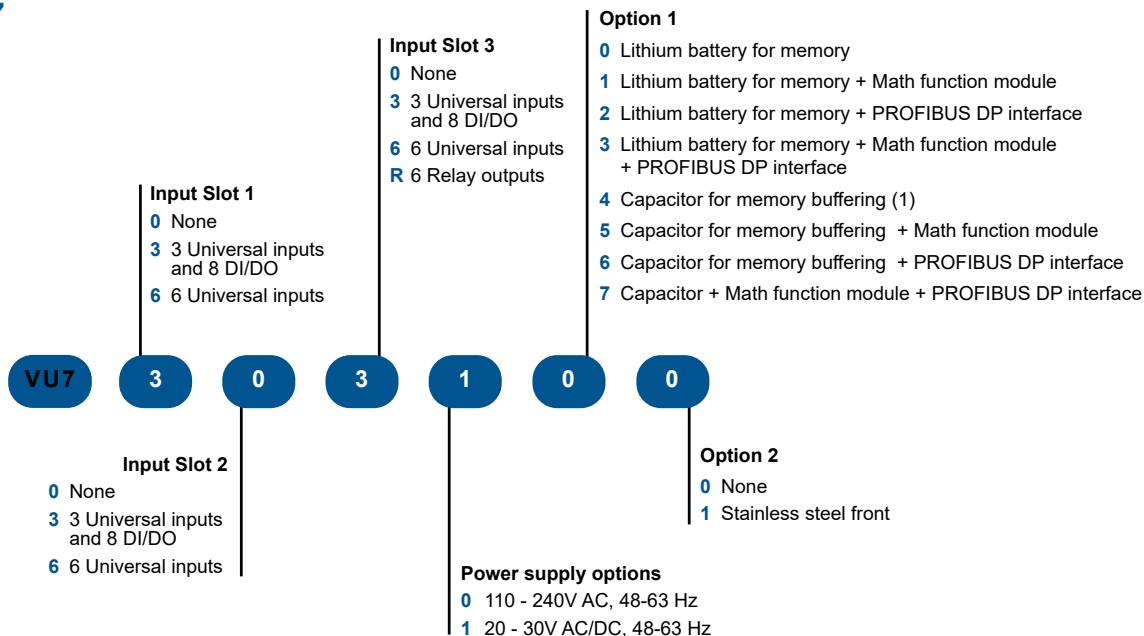 Option 1
0 Lithium battery for memory
1 Lithium battery for memory + Math function module
2 Lithium battery for memory + PROFIBUS DP interface
3 Lithium battery for memory + Math function module
+ PROFIBUS DP interface
4 Capacitor for memory buffering (1)
5 Capacitor for memory buffering + Math function module
6 Capacitor for memory buffering + PROFIBUS DP interface
7 Capacitor + Math function module + PROFIBUS DP interface
Input Slot 3
0 None
3 3 Universal inputs
and 8 DI/DO
6 6 Universal inputs
R 6 Relay outputs
Input Slot 1
0 None
3 3 Universal inputs
and 8 DI/DO
6 6 Universal inputs
VU7 3 0 3 1 0 0
Input Slot 2
0 None
3 3 Universal inputs
and 8 DI/DO
6 6 Universal inputs
Power supply options
0 110 - 240V AC, 48-63 Hz
1 20 - 30V AC/DC, 48-63 Hz
Option 2
0 None
1 Stainless steel front